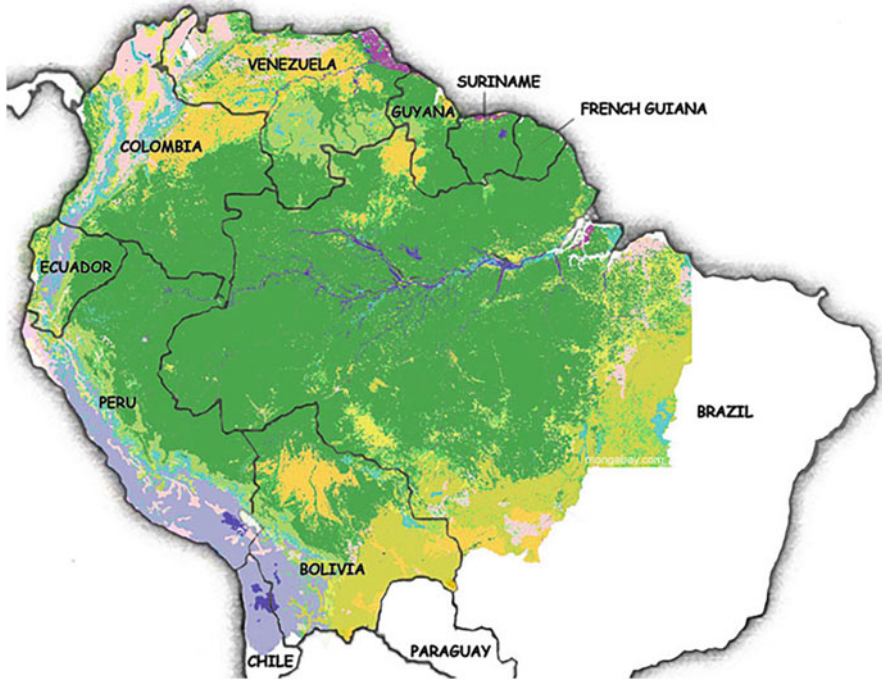 VENEZUELA
SURINAME
GUYANA
FRENCH GUIANA
COLOMBIA
ECUADOR
PERU
BRAZIL
mongabay.com
BOLIVIA
PARAGUAY
CHILE